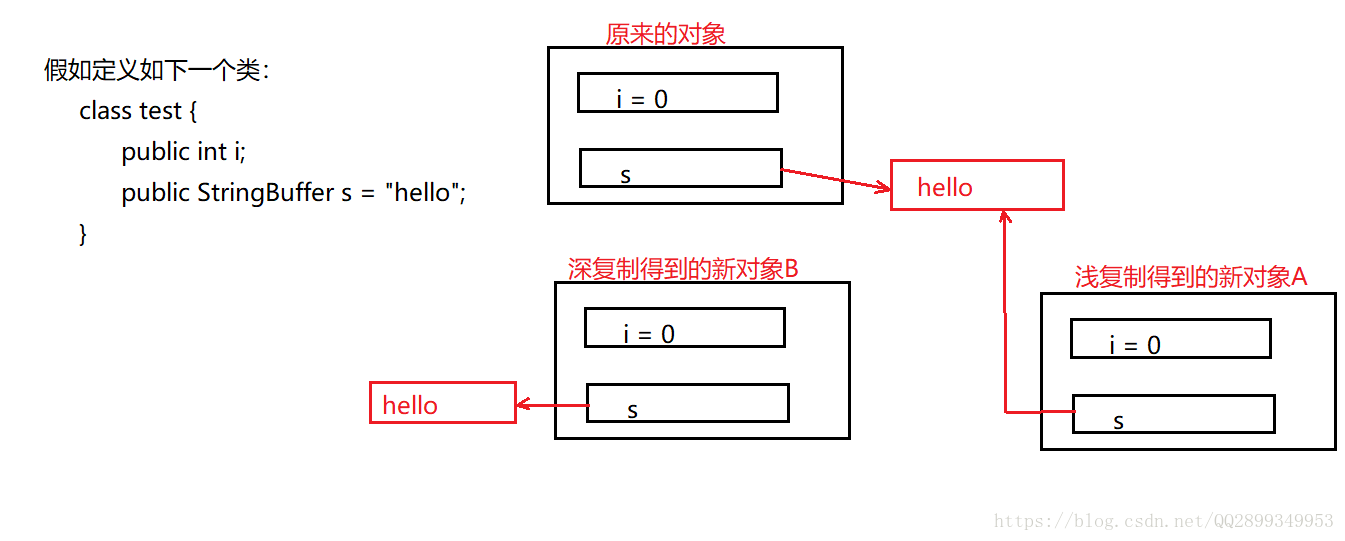 假如定义如下一个类：
class test {
public int i;
public StringBuffer s = "hello";
}
原来的对象
i = 0
s
hello
深复制得到的新对象B
i = 0
s
hello
浅复制得到的新对象A
i = 0
s
https://blog.csdn.net/QQ2899349953